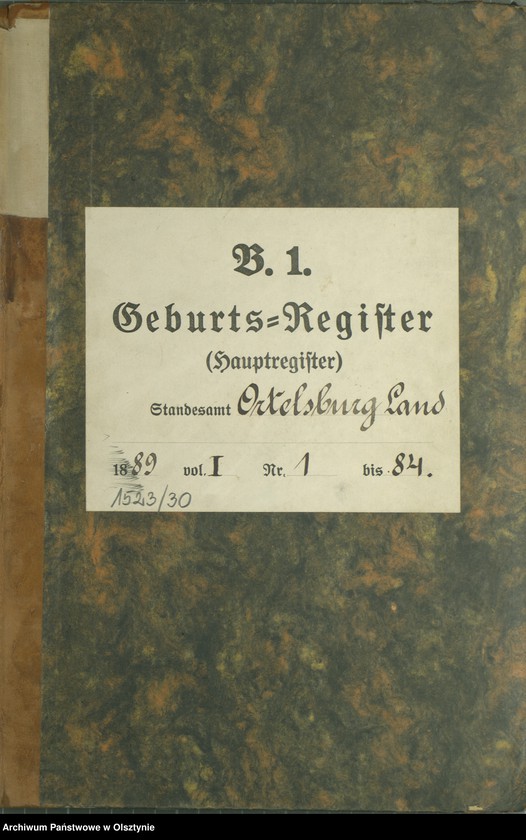 B. 1.
Geburts=Regiſter
(Hauptregiſter)
Standesamt Ortelsburg Land
1889 vol. I Nr. 1 bis 84.
1523/30
Archiwum Państwowe w Olsztynie